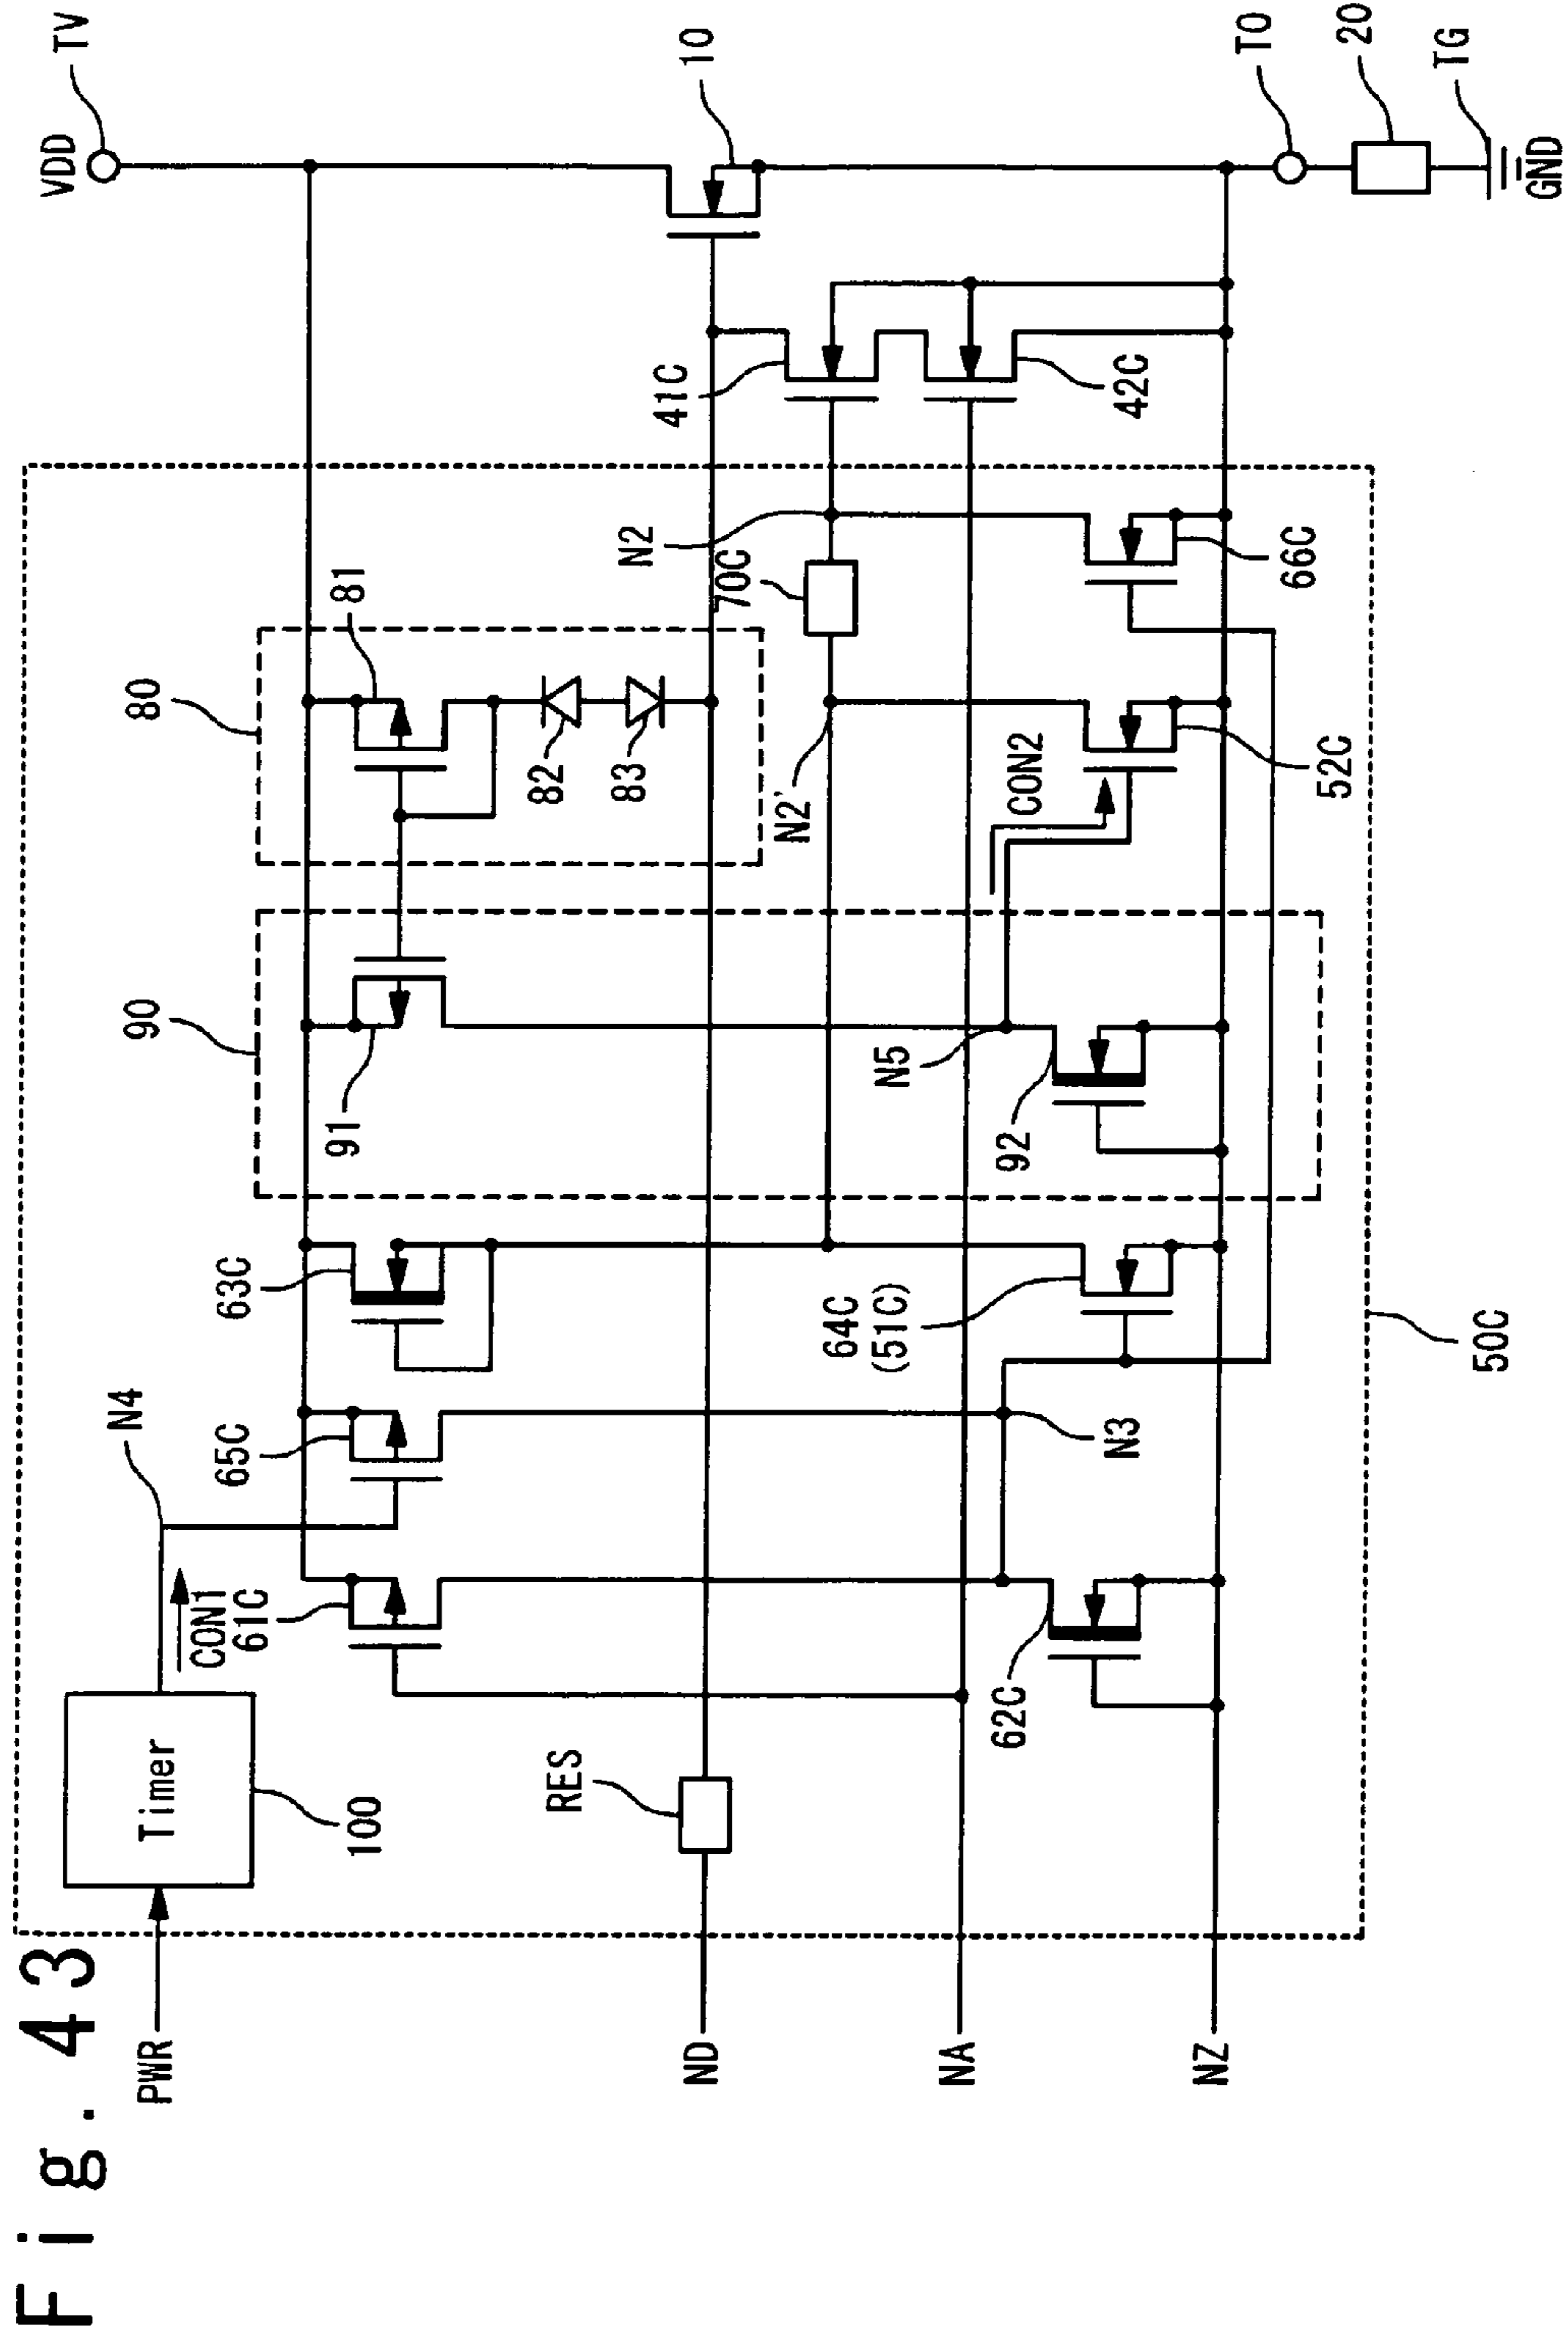 Fig. 43
PWR
Timer
100
CON1
N4
61C
65C
63C
62C
N3
64C
(51C)
RES
ND
NA
NZ
90
91
92
N5
80
81
82
83
CON2
N2'
52C
70C
N2
66C
50C
41C
42C
VDD
TV
10
TO
20
TG
GND